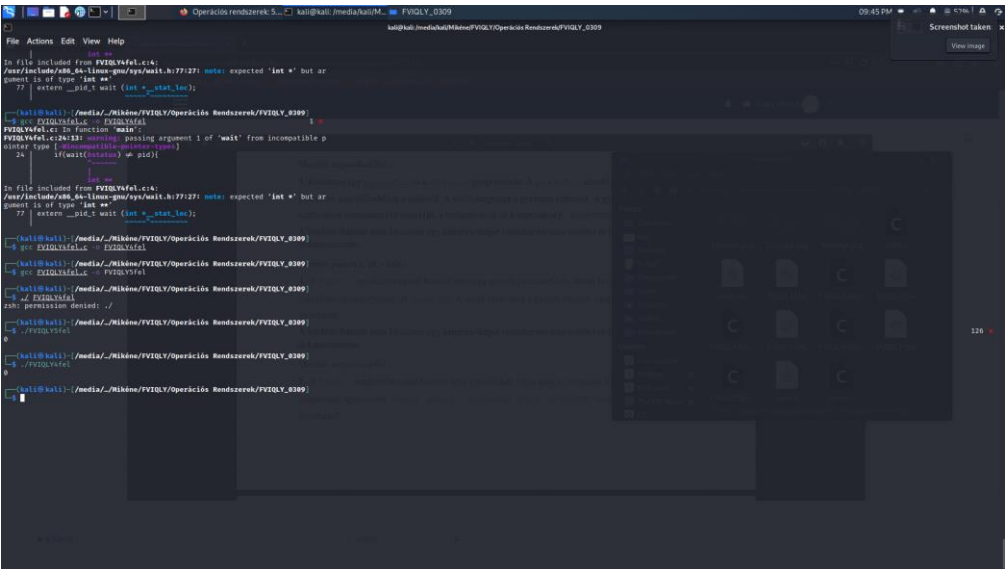 Operációs rendszerek: 5... kali@kali: /media/kali/M... FVIQLY_0309 09:45 PM 52%
kali@kali: /media/kali/Mikéne/FVIQLY/Operációs Rendszerek/FVIQLY_0309
Screenshot taken
View image
File Actions Edit View Help
| int **
In file included from FVIQLY4fel.c:4:
/usr/include/x86_64-linux-gnu/sys/wait.h:77:27: note: expected 'int *' but ar
gument is of type 'int **'
77 | extern __pid_t wait (int *__stat_loc);
| ~~~~~^~~~~~~~~~
┌──(kali㉿kali)-[/media/…/Mikéne/FVIQLY/Operációs Rendszerek/FVIQLY_0309]
└─$ gcc FVIQLY4fel.c -o FVIQLY4fel 1
FVIQLY4fel.c: In function 'main':
FVIQLY4fel.c:24:13: warning: passing argument 1 of 'wait' from incompatible p
ointer type [-Wincompatible-pointer-types]
24 | if(wait(&status) ≠ pid){
| ^~~~~~~
| |
| int **
In file included from FVIQLY4fel.c:4:
/usr/include/x86_64-linux-gnu/sys/wait.h:77:27: note: expected 'int *' but ar
gument is of type 'int **'
77 | extern __pid_t wait (int *__stat_loc);
| ~~~~~^~~~~~~~~~
┌──(kali㉿kali)-[/media/…/Mikéne/FVIQLY/Operációs Rendszerek/FVIQLY_0309]
└─$ gcc FVIQLY4fel.c -o FVIQLY4fel
┌──(kali㉿kali)-[/media/…/Mikéne/FVIQLY/Operációs Rendszerek/FVIQLY_0309]
└─$ gcc FVIQLY4fel.c -o FVIQLY5fel
┌──(kali㉿kali)-[/media/…/Mikéne/FVIQLY/Operációs Rendszerek/FVIQLY_0309]
└─$ ./ FVIQLY4fel
zsh: permission denied: ./
┌──(kali㉿kali)-[/media/…/Mikéne/FVIQLY/Operációs Rendszerek/FVIQLY_0309]
└─$ ./FVIQLY5fel 126
0
┌──(kali㉿kali)-[/media/…/Mikéne/FVIQLY/Operációs Rendszerek/FVIQLY_0309]
└─$ ./FVIQLY4fel
0
┌──(kali㉿kali)-[/media/…/Mikéne/FVIQLY/Operációs Rendszerek/FVIQLY_0309]
└─$